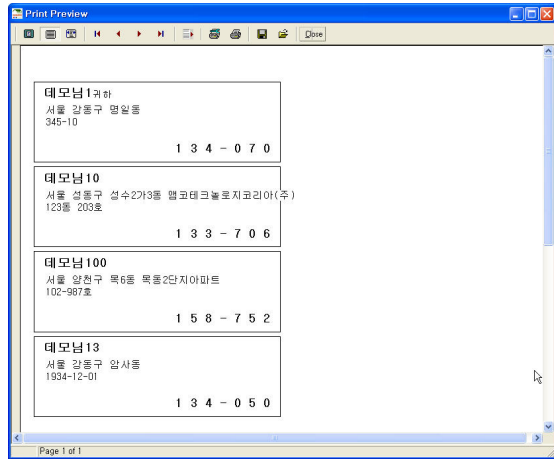 Print Preview
Close
데모님1귀하
서울 강동구 명일동
345-10
1 3 4 - 0 7 0
데모님10
서울 성동구 성수2가3동 앰코테크놀로지코리아(주)
123동 203호
1 3 3 - 7 0 6
데모님100
서울 양천구 목6동 목동2단지아파트
102-987호
1 5 8 - 7 5 2
데모님13
서울 강동구 암사동
1934-12-01
1 3 4 - 0 5 0
Page 1 of 1